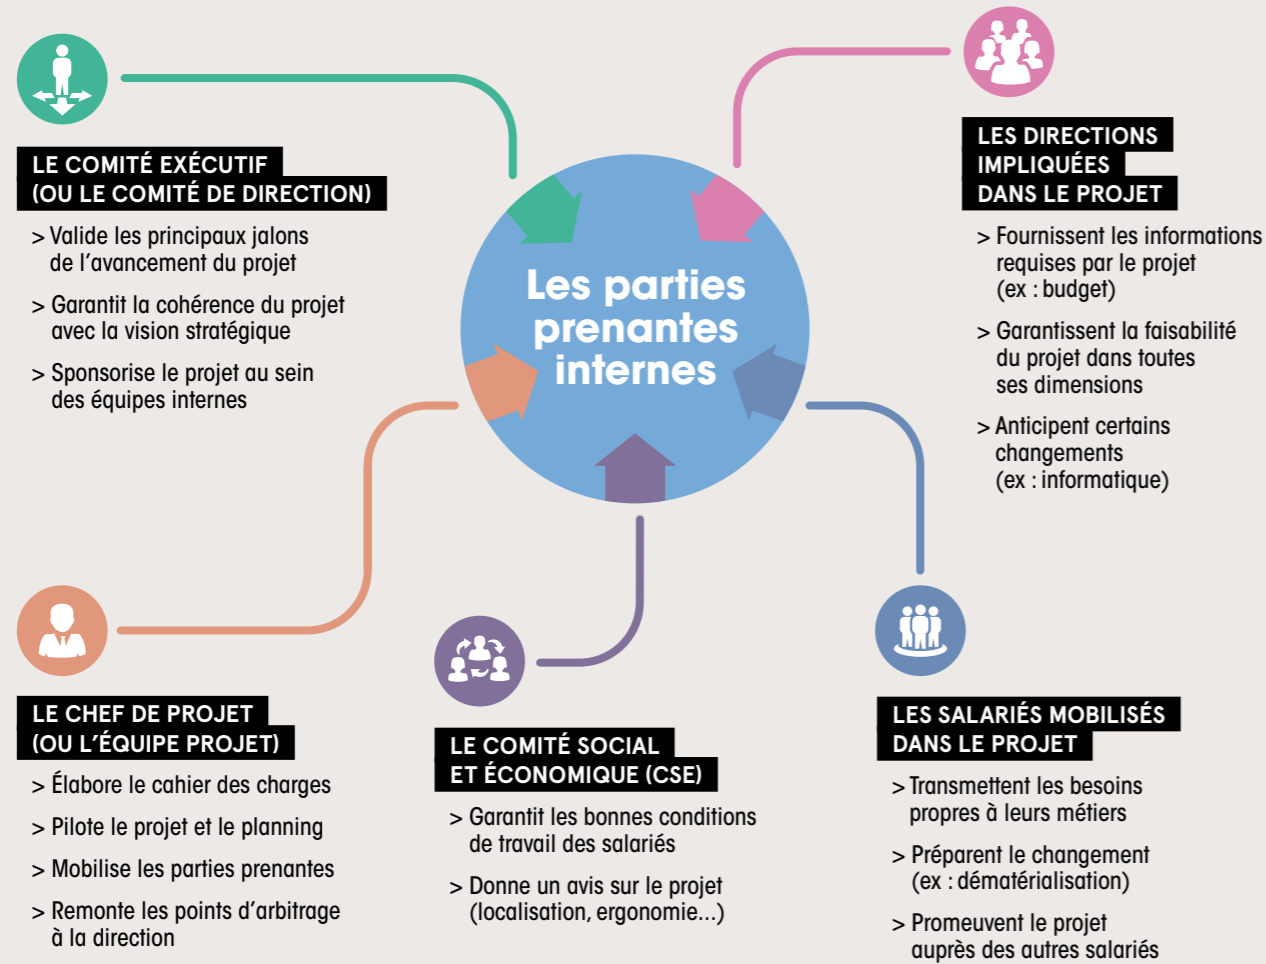 LE COMITÉ EXÉCUTIF
(OU LE COMITÉ DE DIRECTION)
> Valide les principaux jalons
de l’avancement du projet
> Garantit la cohérence du projet
avec la vision stratégique
> Sponsorise le projet au sein
des équipes internes
Les parties
prenantes
internes
LES DIRECTIONS
IMPLIQUÉES
DANS LE PROJET
> Fournissent les informations
requises par le projet
(ex : budget)
> Garantissent la faisabilité
du projet dans toutes
ses dimensions
> Anticipent certains
changements
(ex : informatique)
LE CHEF DE PROJET
(OU L’ÉQUIPE PROJET)
> Élabore le cahier des charges
> Pilote le projet et le planning
> Mobilise les parties prenantes
> Remonte les points d’arbitrage
à la direction
LE COMITÉ SOCIAL
ET ÉCONOMIQUE (CSE)
> Garantit les bonnes conditions
de travail des salariés
> Donne un avis sur le projet
(localisation, ergonomie...)
LES SALARIÉS MOBILISÉS
DANS LE PROJET
> Transmettent les besoins
propres à leurs métiers
> Préparent le changement
(ex : dématérialisation)
> Promeuvent le projet
auprès des autres salariés